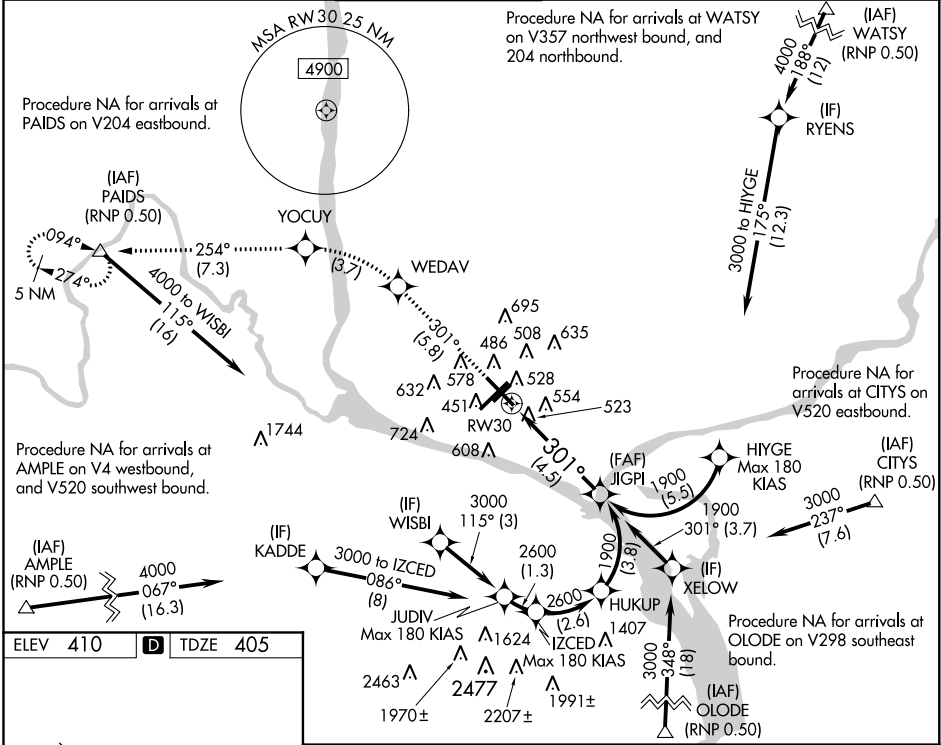 MSA RW30 25 NM
4900
Procedure NA for arrivals at WATSY
on V357 northwest bound, and
204 northbound.
(IAF)
WATSY
(RNP 0.50)
4000
188°
(12)
(IF)
RYENS
3000 to HIYGE
175°
(12.3)
Procedure NA for arrivals at
PAIDS on V204 eastbound.
(IAF)
PAIDS
(RNP 0.50)
094°
274°
5 NM
YOCUY
254°
(7.3)
(3.7)
WEDAV
4000 to WISBI
115°
(16)
301°
(5.8)
695
508
635
486
578
528
632
451
554
523
RW30
724
608
1744
Procedure NA for
arrivals at CITYS on
V520 eastbound.
(IAF)
CITYS
(RNP 0.50)
3000
237°
(7.6)
HIYGE
Max 180
KIAS
(FAF)
JIGPI
301°
(4.5)
1900
(5.5)
1900
301° (3.7)
Procedure NA for arrivals at
AMPLE on V4 westbound,
and V520 southwest bound.
(IAF)
AMPLE
(RNP 0.50)
4000
067°
(16.3)
(IF)
KADDE
3000 to IZCED
086°
(8)
(IF)
WISBI
3000
115° (3)
2600
(1.3)
1900
(3.8)
2600
(2.6)
HUKUP
(IF)
XELOW
JUDIV
Max 180 KIAS
IZCED
Max 180 KIAS
1624
1407
2463
1970±
2477
2207±
1991±
Procedure NA for arrivals at
OLODE on V298 southeast
bound.
3000
348°
(18)
(IAF)
OLODE
(RNP 0.50)
ELEV 410 D TDZE 405